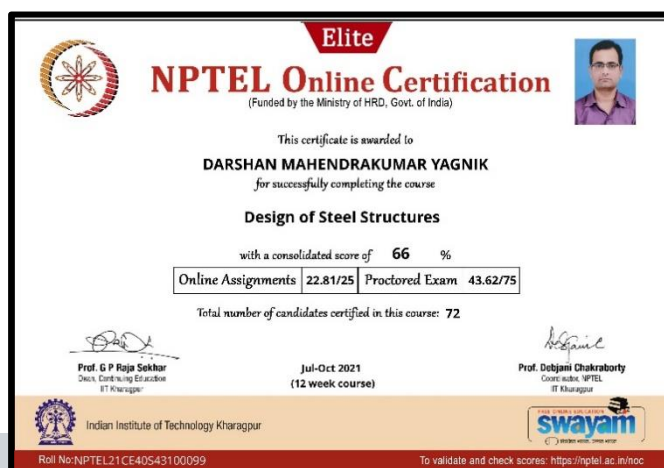 Elite
NPTEL Online Certification
(Funded by the Ministry of HRD, Govt. of India)
This certificate is awarded to
DARSHAN MAHENDRAKUMAR YAGNIK
for successfully completing the course
Design of Steel Structures
with a consolidated score of 66 %
Online Assignments 22.81/25 Proctored Exam 43.62/75
Total number of candidates certified in this course: 72
Prof. G P Raja Sekhar
Dean, Continuing Education
IIT Kharagpur
Jul-Oct 2021
(12 week course)
Prof. Debjani Chakraborty
Coordinator, NPTEL
IIT Kharagpur
Indian Institute of Technology Kharagpur
FREE ONLINE EDUCATION
swayam
Roll No:NPTEL21CE40S43100099
To validate and check scores: https://nptel.ac.in/noc